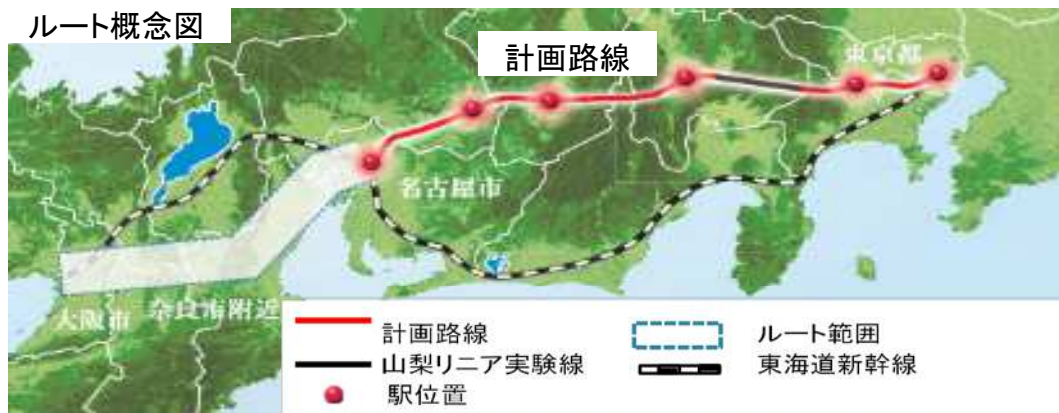 ルート概念図
計画路線
東京都
名古屋市
大阪市
奈良市附近
計画路線
ルート範囲
山梨リニア実験線
東海道新幹線
駅位置